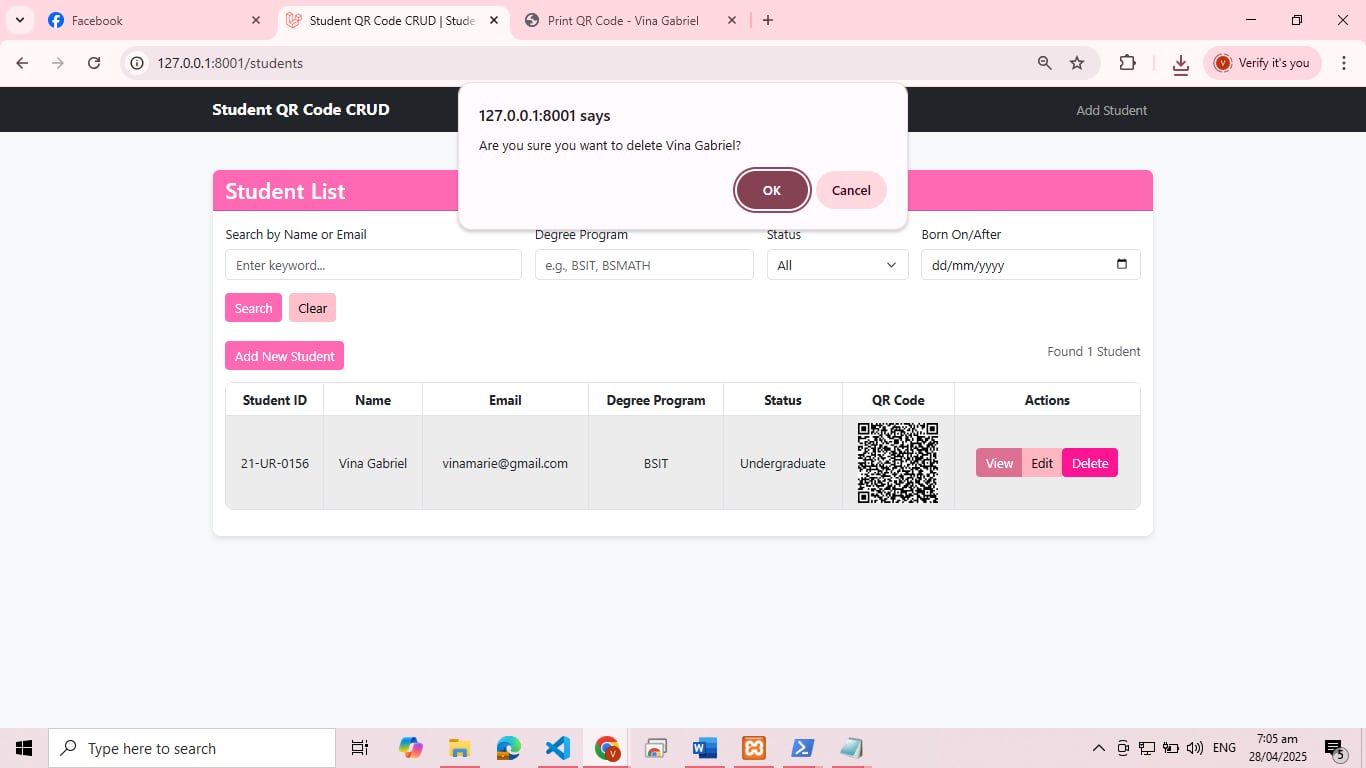 Facebook
Student QR Code CRUD | Stude
Print QR Code - Vina Gabriel
127.0.0.1:8001/students
Verify it's you
Student QR Code CRUD
Add Student
127.0.0.1:8001 says
Are you sure you want to delete Vina Gabriel?
OK
Cancel
Student List
Search by Name or Email
Degree Program
Status
Born On/After
Enter keyword...
e.g., BSIT, BSMATH
All
dd/mm/yyyy
Search
Clear
Add New Student
Found 1 Student
Student ID
Name
Email
Degree Program
Status
QR Code
Actions
21-UR-0156
Vina Gabriel
vinamarie@gmail.com
BSIT
Undergraduate
View
Edit
Delete
Type here to search
ENG
7:05 am
28/04/2025
5